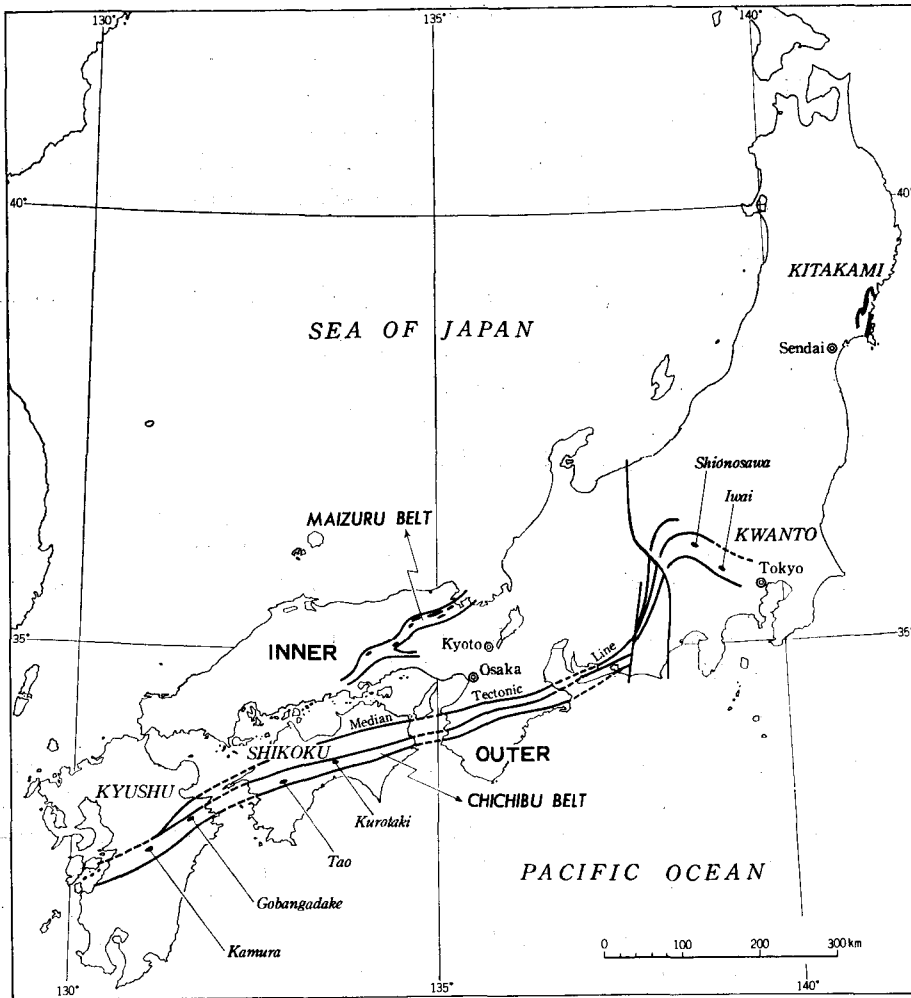 130°
135°
140°
40°
40°
KITAKAMI
SEA OF JAPAN
Sendai
Shionosawa
Iwai
MAIZURU BELT
KWANTO
Tokyo
35°
35°
INNER
Kyoto
Line
Osaka
Tectonic
Median
SHIKOKU
OUTER
KYUSHU
CHICHIBU BELT
Kurotaki
Tao
PACIFIC OCEAN
Gobangadake
Kamura
0 100 200 300 km
130°
135°
140°